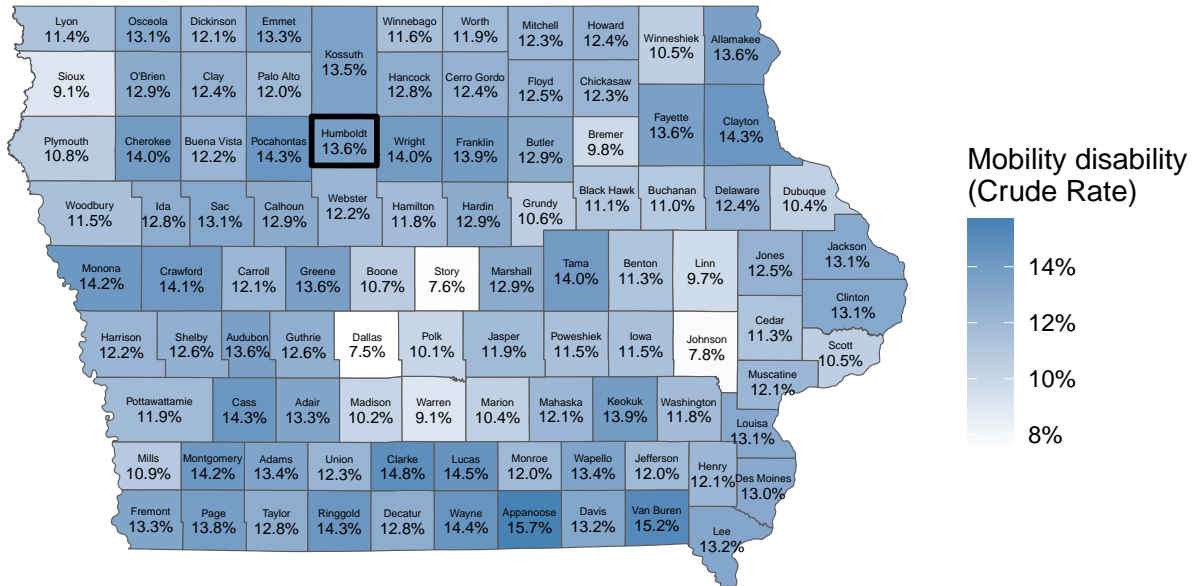 Lyon
11.4%
Osceola
13.1%
Dickinson
12.1%
Emmet
13.3%
Kossuth
13.5%
Winnebago
11.6%
Worth
11.9%
Mitchell
12.3%
Howard
12.4%
Winneshiek
10.5%
Allamakee
13.6%
Sioux
9.1%
O'Brien
12.9%
Clay
12.4%
Palo Alto
12.0%
Hancock
12.8%
Cerro Gordo
12.4%
Floyd
12.5%
Chickasaw
12.3%
Fayette
13.6%
Clayton
14.3%
Plymouth
10.8%
Cherokee
14.0%
Buena Vista
12.2%
Pocahontas
14.3%
Humboldt
13.6%
Wright
14.0%
Franklin
13.9%
Butler
12.9%
Bremer
9.8%
Woodbury
11.5%
Ida
12.8%
Sac
13.1%
Calhoun
12.9%
Webster
12.2%
Hamilton
11.8%
Hardin
12.9%
Grundy
10.6%
Black Hawk
11.1%
Buchanan
11.0%
Delaware
12.4%
Dubuque
10.4%
Monona
14.2%
Crawford
14.1%
Carroll
12.1%
Greene
13.6%
Boone
10.7%
Story
7.6%
Marshall
12.9%
Tama
14.0%
Benton
11.3%
Linn
9.7%
Jones
12.5%
Jackson
13.1%
Clinton
13.1%
Harrison
12.2%
Shelby
12.6%
Audubon
13.6%
Guthrie
12.6%
Dallas
7.5%
Polk
10.1%
Jasper
11.9%
Poweshiek
11.5%
Iowa
11.5%
Johnson
7.8%
Cedar
11.3%
Scott
10.5%
Muscatine
12.1%
Pottawattamie
11.9%
Cass
14.3%
Adair
13.3%
Madison
10.2%
Warren
9.1%
Marion
10.4%
Mahaska
12.1%
Keokuk
13.9%
Washington
11.8%
Louisa
13.1%
Mills
10.9%
Montgomery
14.2%
Adams
13.4%
Union
12.3%
Clarke
14.8%
Lucas
14.5%
Monroe
12.0%
Wapello
13.4%
Jefferson
12.0%
Henry
12.1%
Des Moines
13.0%
Fremont
13.3%
Page
13.8%
Taylor
12.8%
Ringgold
14.3%
Decatur
12.8%
Wayne
14.4%
Appanoose
15.7%
Davis
13.2%
Van Buren
15.2%
Lee
13.2%
Mobility disability
(Crude Rate)
14%
12%
10%
8%